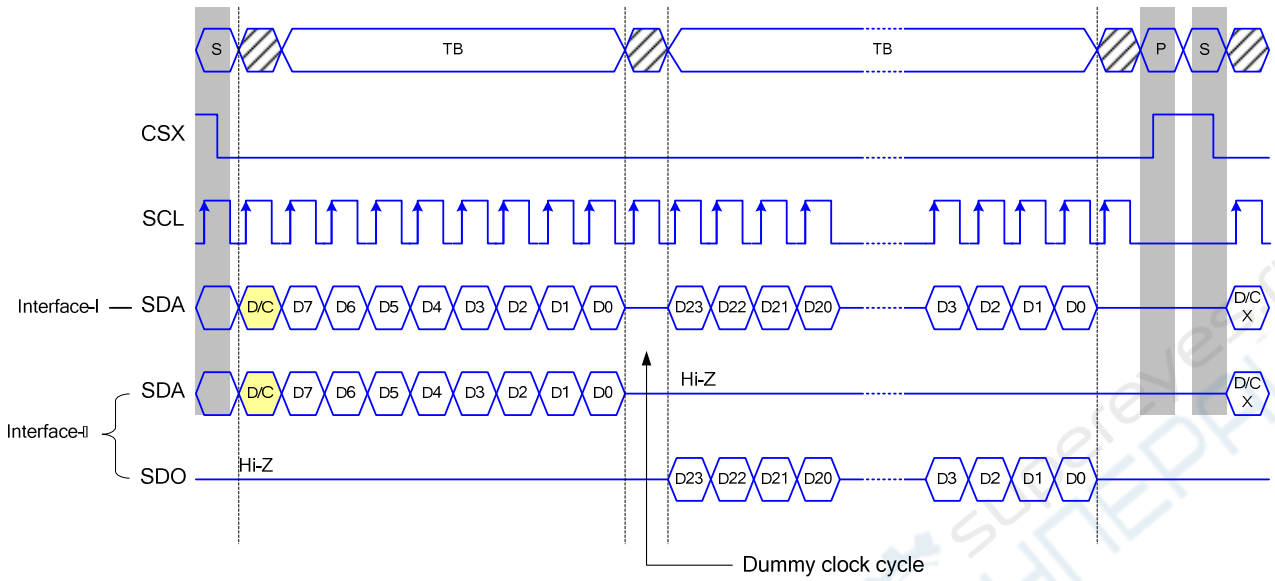 S TB TB P S
CSX
SCL
Interface-I SDA D/C D7 D6 D5 D4 D3 D2 D1 D0 D23 D22 D21 D20 D3 D2 D1 D0 D/C X
SDA D/C D7 D6 D5 D4 D3 D2 D1 D0 Hi-Z D/C X
Interface-▯
SDO Hi-Z D23 D22 D21 D20 D3 D2 D1 D0
Dummy clock cycle